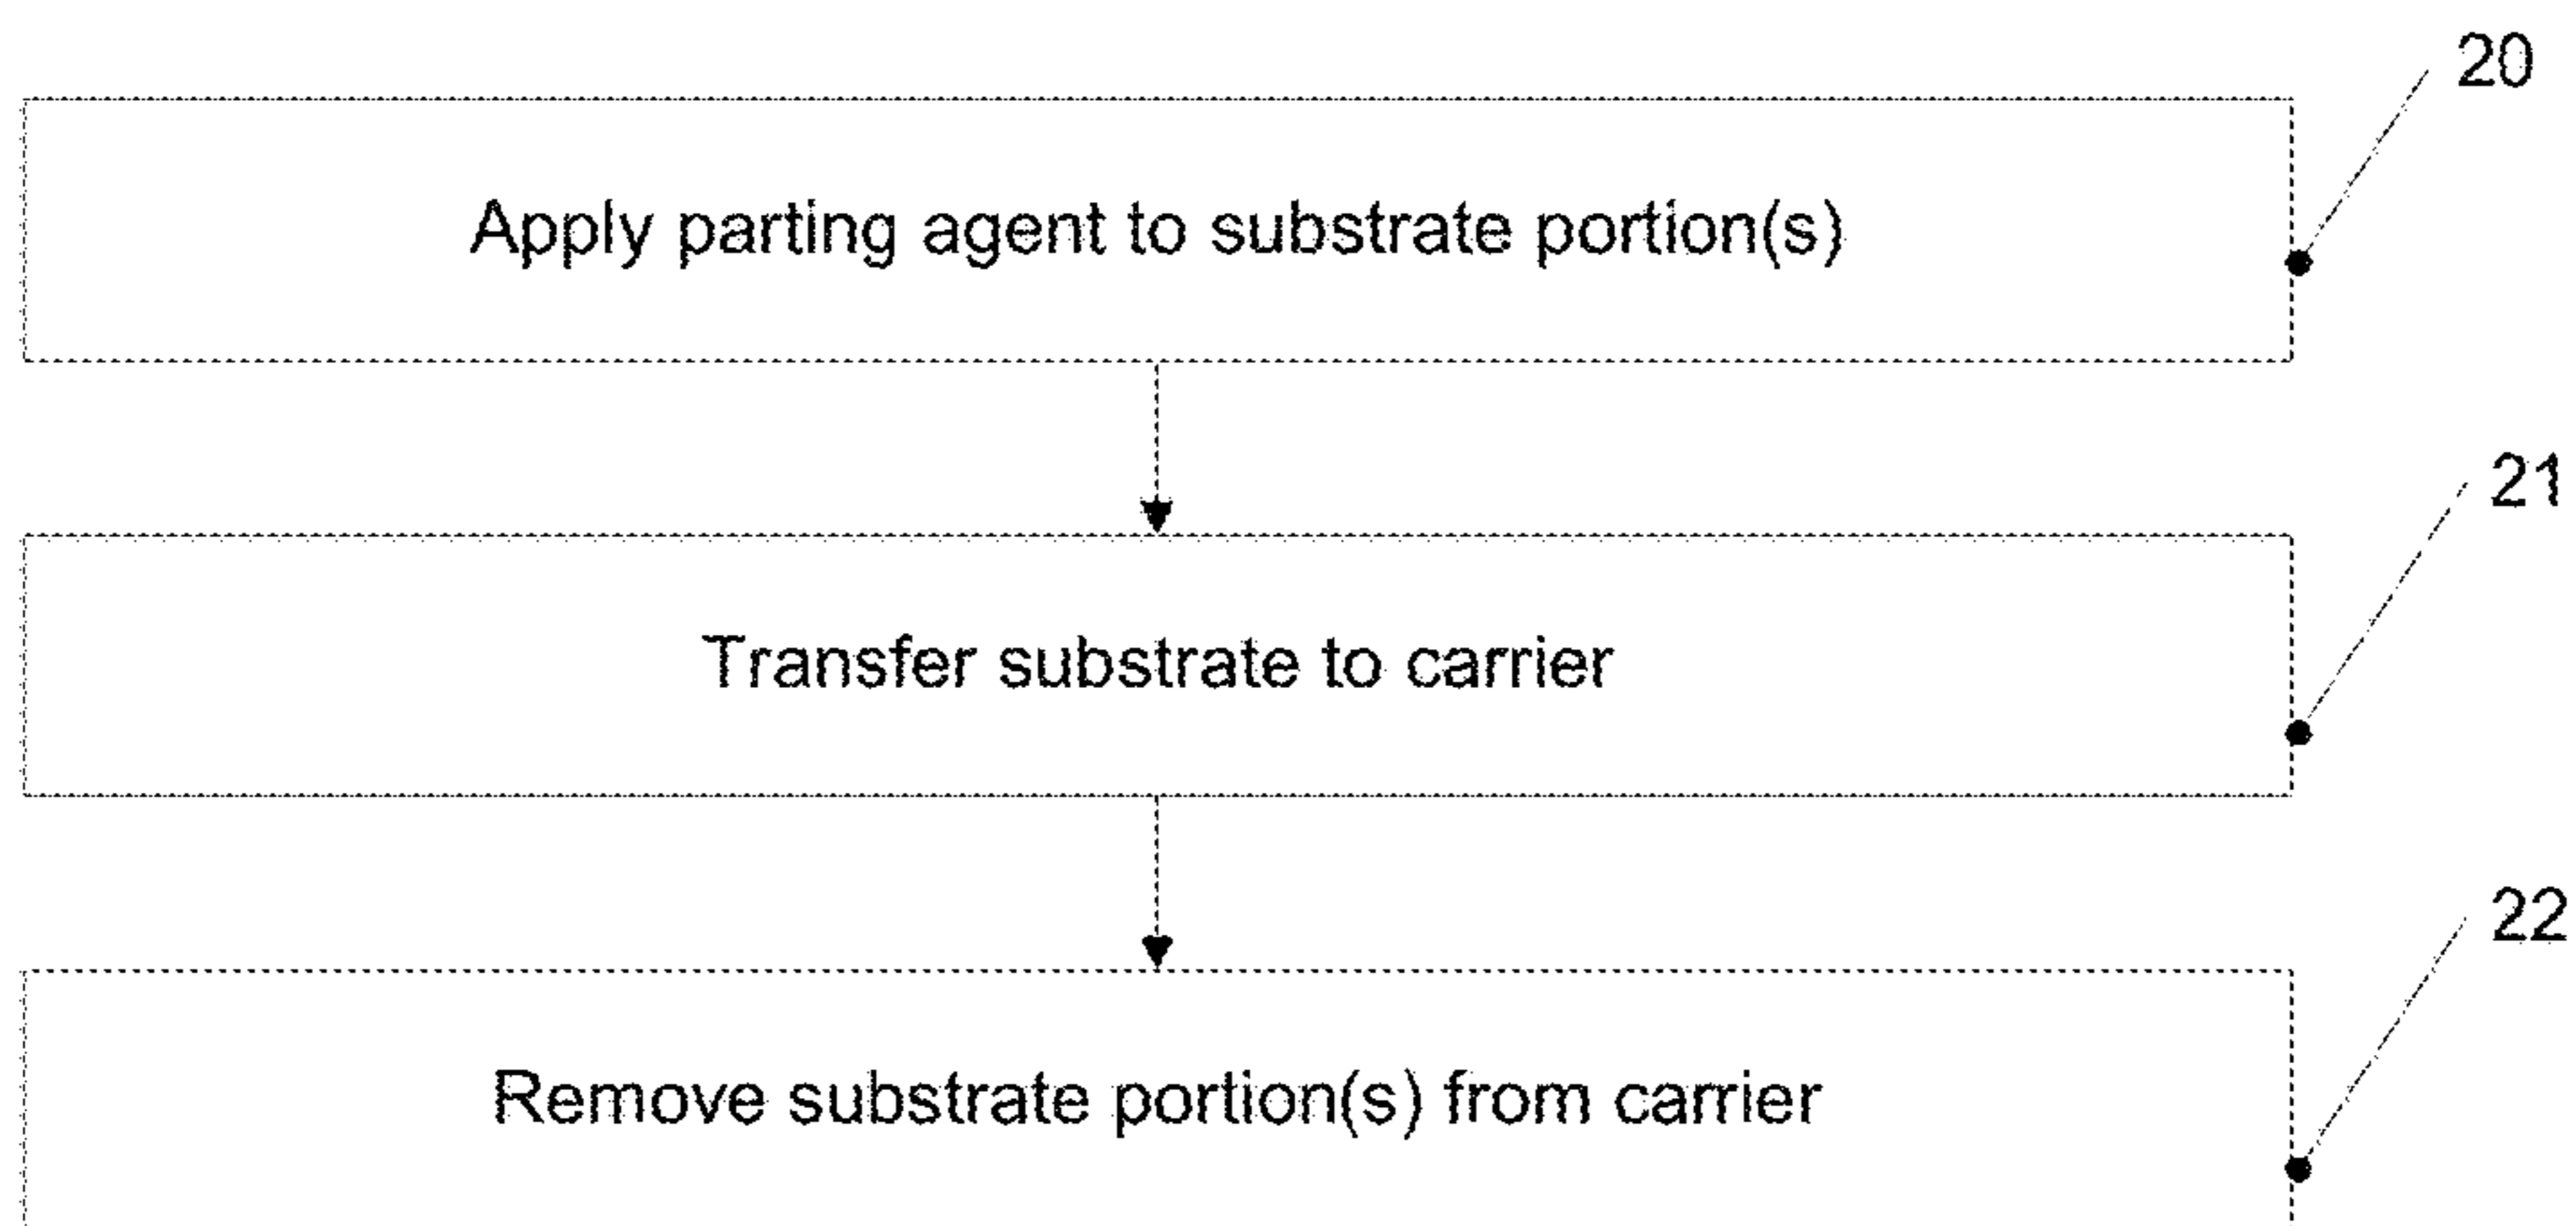 20
Apply parting agent to substrate portion(s)
21
Transfer substrate to carrier
22
Remove substrate portion(s) from carrier